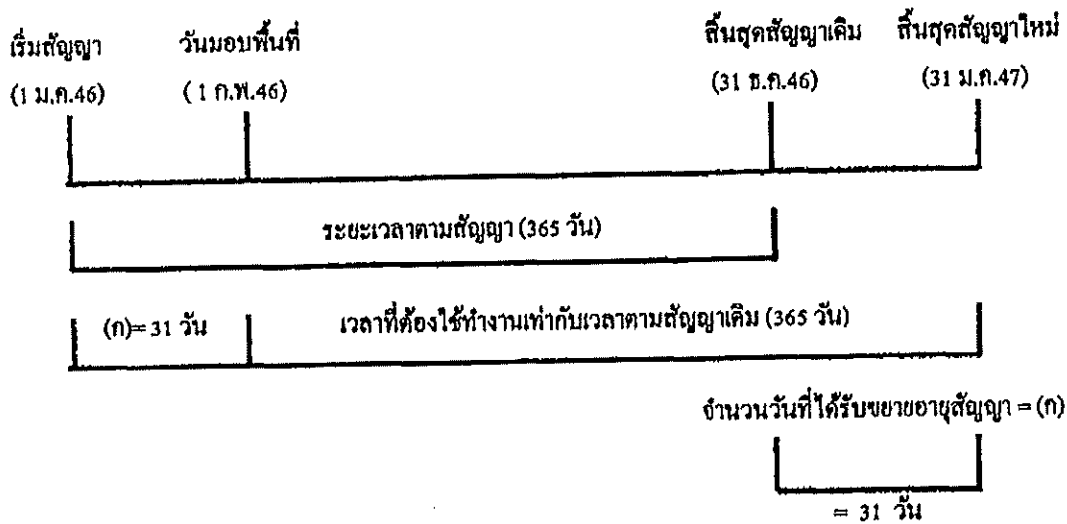 เริ่มสัญญา วันมอบพื้นที่ สิ้นสุดสัญญาเดิม สิ้นสุดสัญญาใหม่
(1 ม.ค.46) ( 1 ก.พ.46) (31 ธ.ค.46) (31 ม.ค.47)
ระยะเวลาตามสัญญา (365 วัน)
(ก)= 31 วัน เวลาที่ต้องใช้ทำงานเท่ากับเวลาตามสัญญาเดิม (365 วัน)
จำนวนวันที่ได้รับขยายอายุสัญญา = (ก)
= 31 วัน